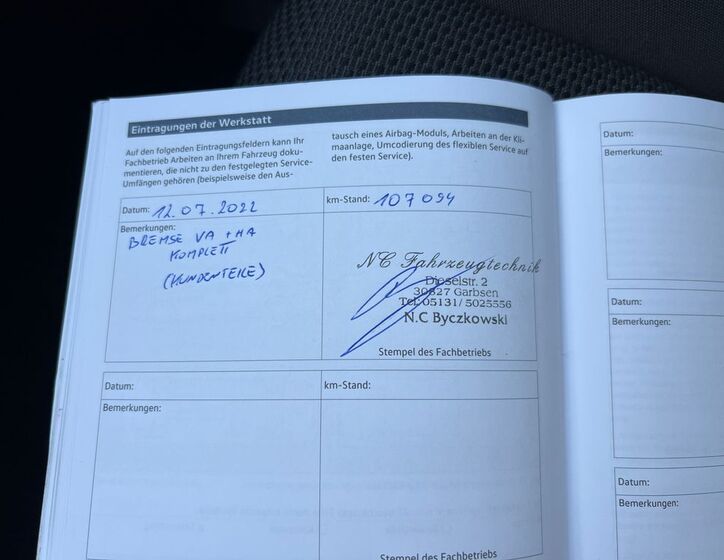 Eintragungen der Werkstatt
Auf den folgenden Eintragungsfeldern kann Ihr
Fachbetrieb Arbeiten an Ihrem Fahrzeug doku-
mentieren, die nicht zu den festgelegten Service-
Umfängen gehören (beispielsweise den Aus-
tausch eines Airbag-Moduls, Arbeiten an der Kli-
maanlage, Umcodierung des flexiblen Service auf
den festen Service).
Datum: 12.07.2022
km-Stand: 107 094
Bemerkungen:
BREMSE VA + HA
KOMPLETT
(KUNDENTEILE)
NC Fahrzeugtechnik
Dieselstr. 2
30827 Garbsen
Tel. 05131/5025556
N.C Byczkowski
Stempel des Fachbetriebs
Datum:
km-Stand:
Bemerkungen:
Stempel des Fachbetriebs
Datum:
Bemerkungen:
Datum:
Bemerkungen:
Datum:
Bemerkungen: